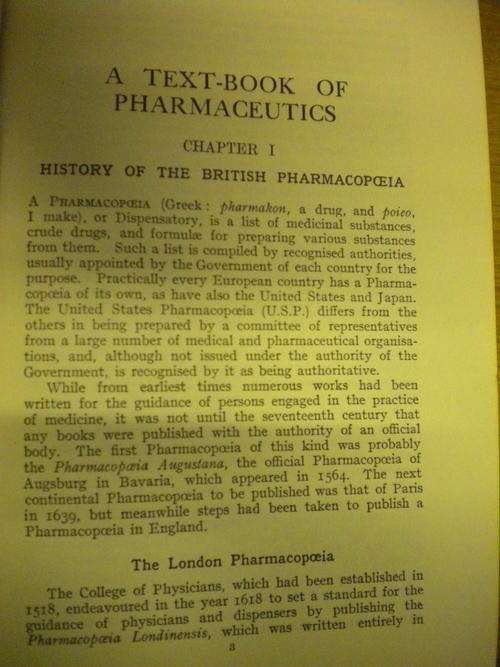 A TEXT-BOOK OF
PHARMACEUTICS
CHAPTER I
HISTORY OF THE BRITISH PHARMACOPŒIA
A PHARMACOPŒIA (Greek: pharmakon, a drug, and poieo,
I make), or Dispensatory, is a list of medicinal substances,
crude drugs, and formulæ for preparing various substances
from them. Such a list is compiled by recognised authorities,
usually appointed by the Government of each country for the
purpose. Practically every European country has a Pharma-
copœia of its own, as have also the United States and Japan.
The United States Pharmacopœia (U.S.P.) differs from the
others in being prepared by a committee of representatives
from a large number of medical and pharmaceutical organisa-
tions, and, although not issued under the authority of the
Government, is recognised by it as being authoritative.
While from earliest times numerous works had been
written for the guidance of persons engaged in the practice
of medicine, it was not until the seventeenth century that
any books were published with the authority of an official
body. The first Pharmacopœia of this kind was probably
the Pharmacopœia Augustana, the official Pharmacopœia of
Augsburg in Bavaria, which appeared in 1564. The next
continental Pharmacopœia to be published was that of Paris
in 1639, but meanwhile steps had been taken to publish a
Pharmacopœia in England.
The London Pharmacopœia
The College of Physicians, which had been established in
1518, endeavoured in the year 1618 to set a standard for the
guidance of physicians and dispensers by publishing the
Pharmacopœia Londinensis, which was written entirely in
3